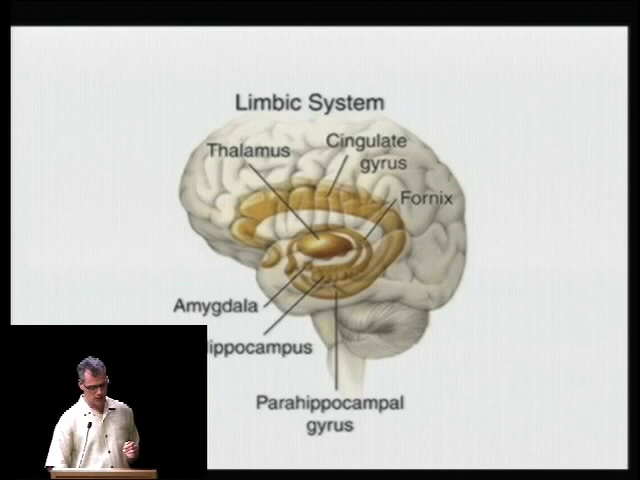 Limbic System
Thalamus
Cingulate
gyrus
Fornix
Amygdala
ippocampus
Parahippocampal
gyrus